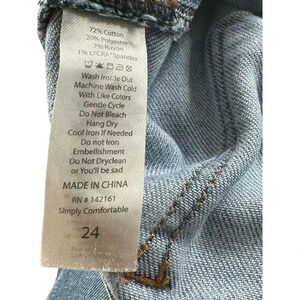 72% Cotton
20% Polyester
7% Rayon
1% LYCRA® Spandex
Wash Inside Out
Machine Wash Cold
With Like Colors
Gentle Cycle
Do Not Bleach
Hang Dry
Cool Iron If Needed
Do not Iron
Embellishment
Do Not Dryclean
or You'll be sad
MADE IN CHINA
RN # 142161
Simply Comfortable
24